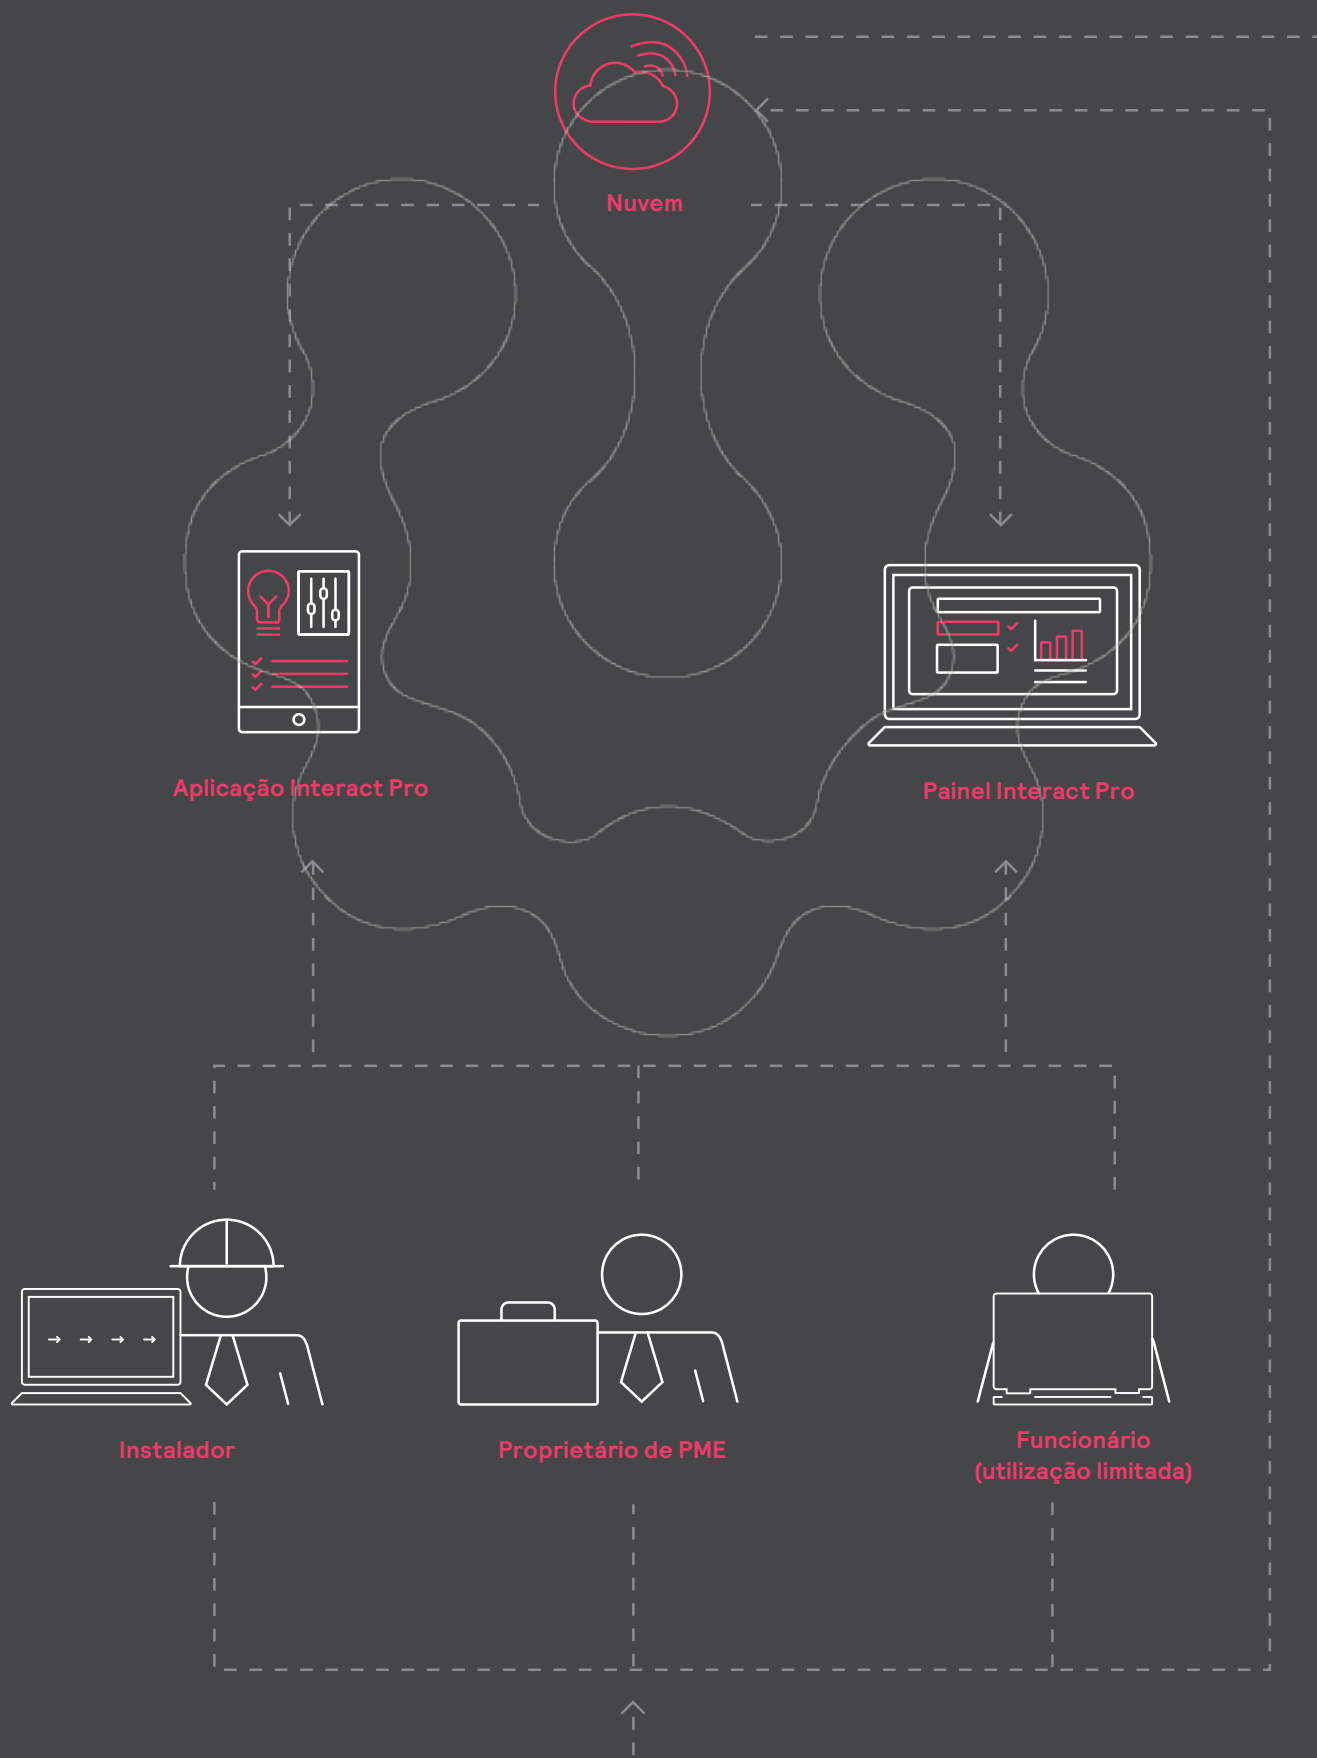 Nuvem
Aplicação Interact Pro
Painel Interact Pro
Instalador
Proprietário de PME
Funcionário
(utilização limitada)